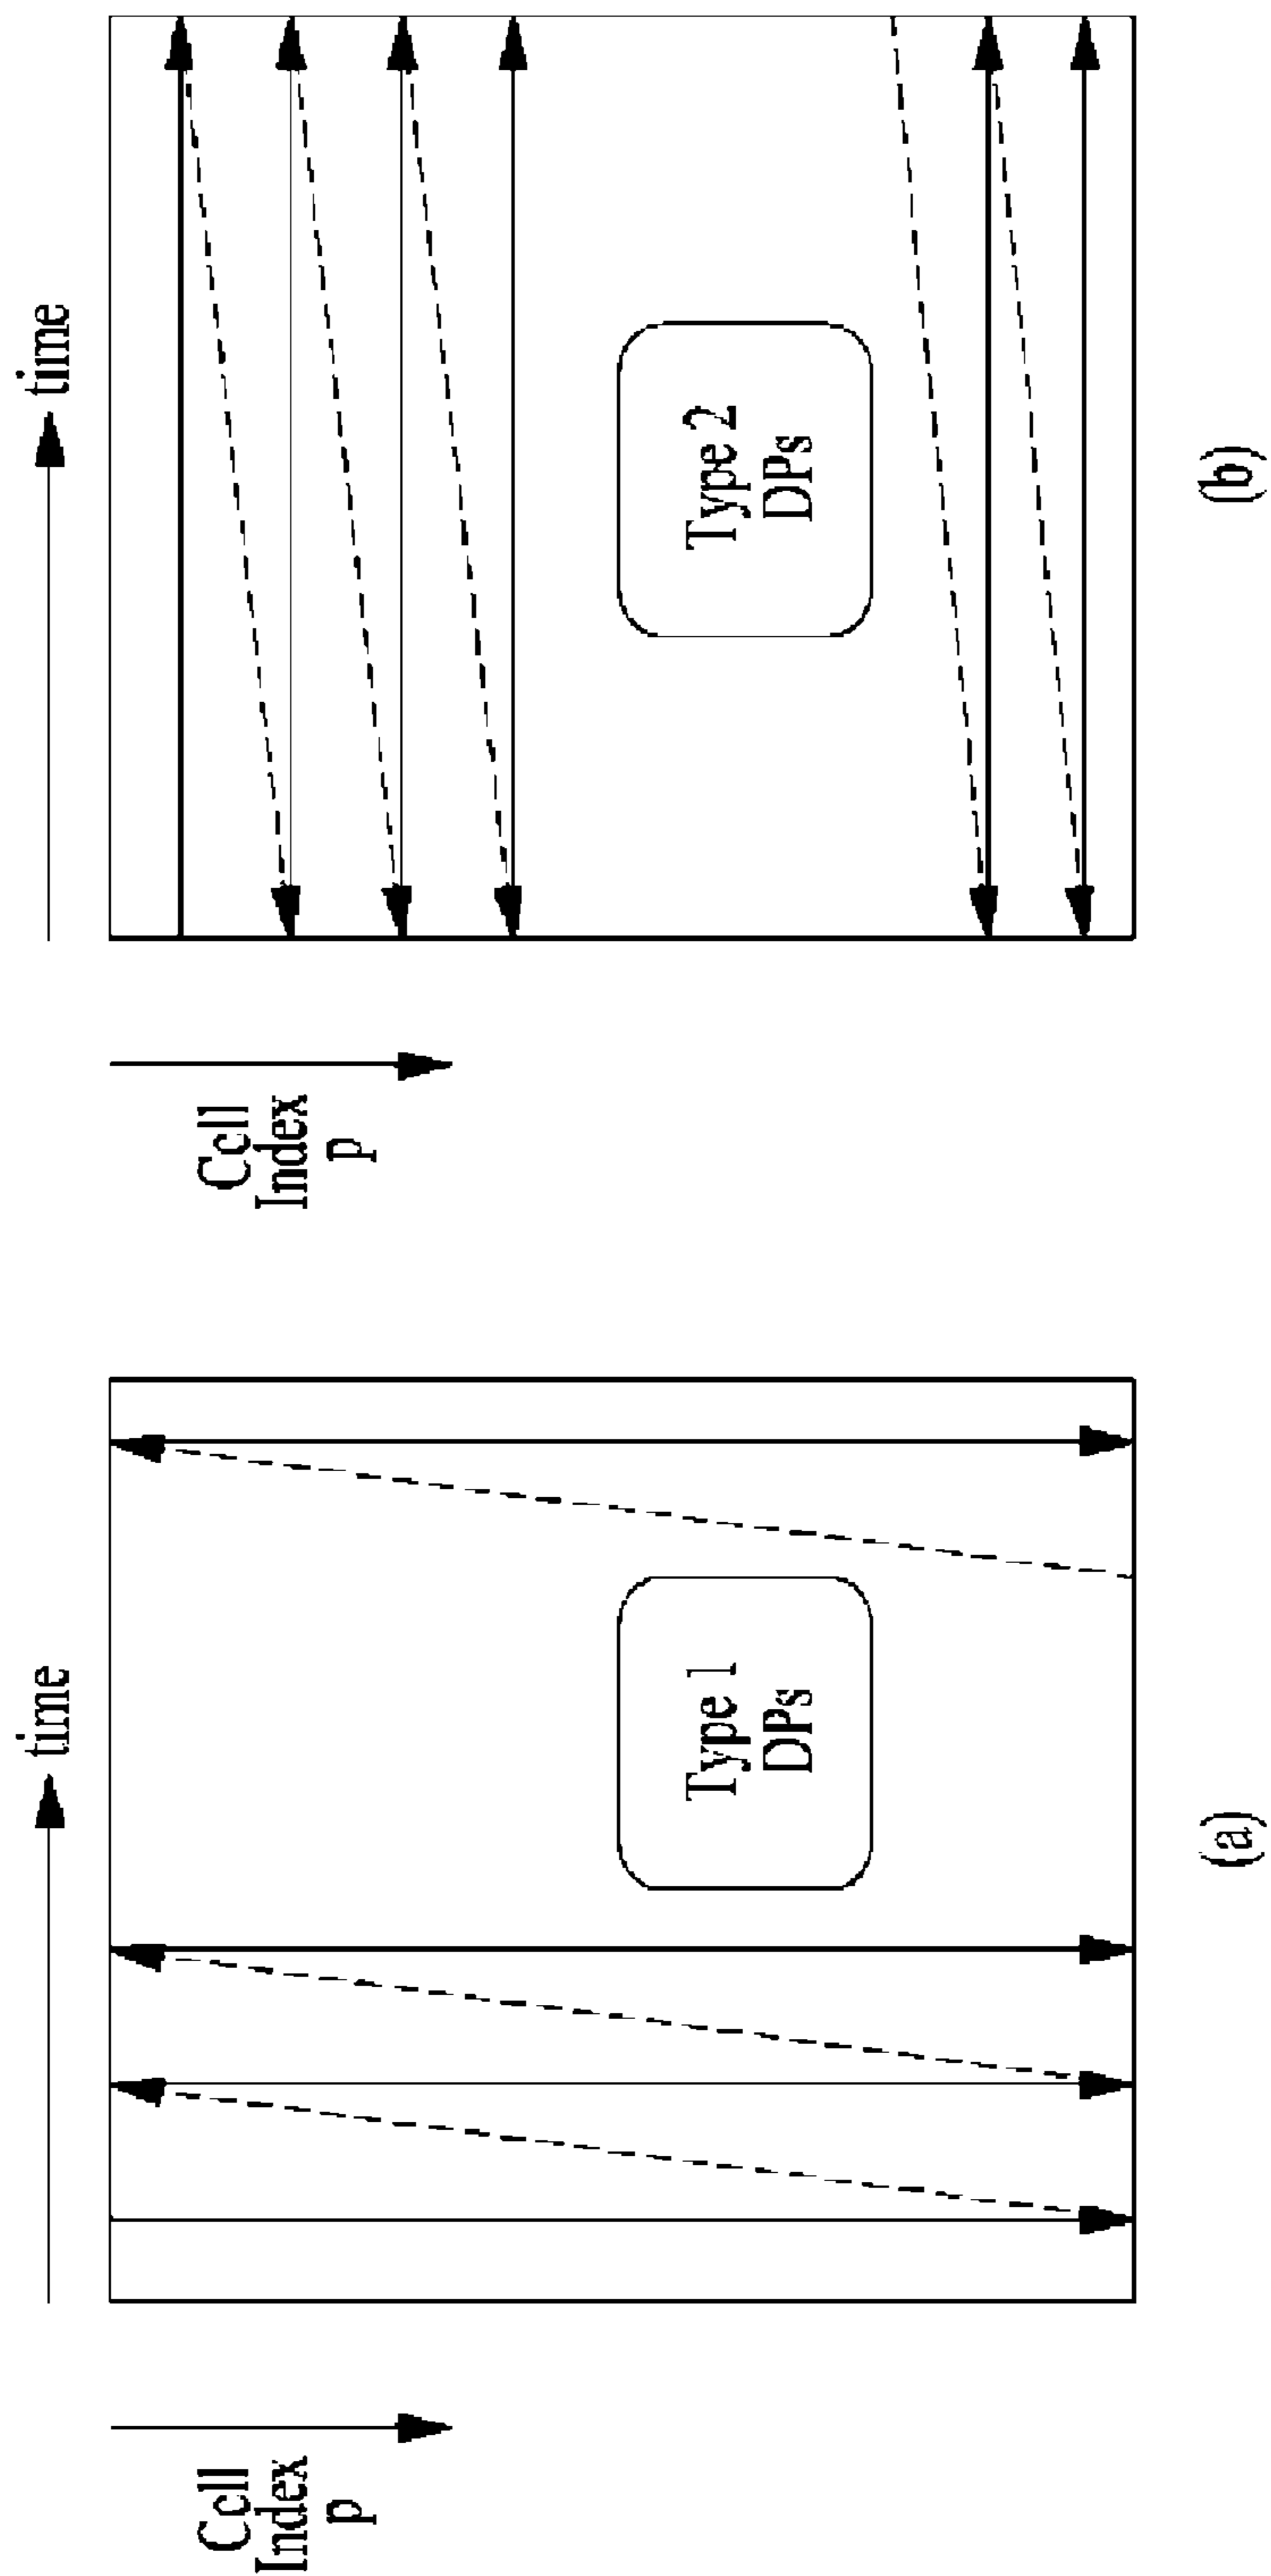 time
Cell
Index
p
Type 1
DPs
(a)
time
Cell
Index
p
Type 2
DPs
(b)